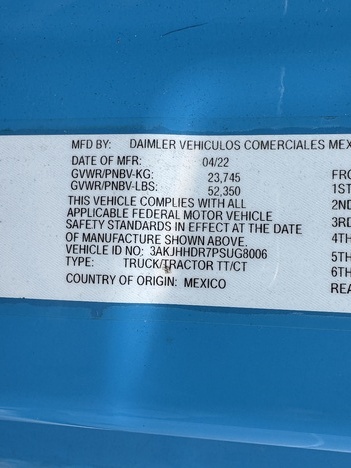 MFD BY: DAIMLER VEHICULOS COMERCIALES MEX
DATE OF MFR: 04/22
GVWR/PNBV-KG: 23,745
GVWR/PNBV-LBS: 52,350
THIS VEHICLE COMPLIES WITH ALL
APPLICABLE FEDERAL MOTOR VEHICLE
SAFETY STANDARDS IN EFFECT AT THE DATE
OF MANUFACTURE SHOWN ABOVE.
VEHICLE ID NO: 3AKJHHDR7PSUG8006
TYPE: TRUCK/TRACTOR TT/CT
COUNTRY OF ORIGIN: MEXICO
FRO
1ST
2ND
3RD
4TH
5TH
6TH
REA